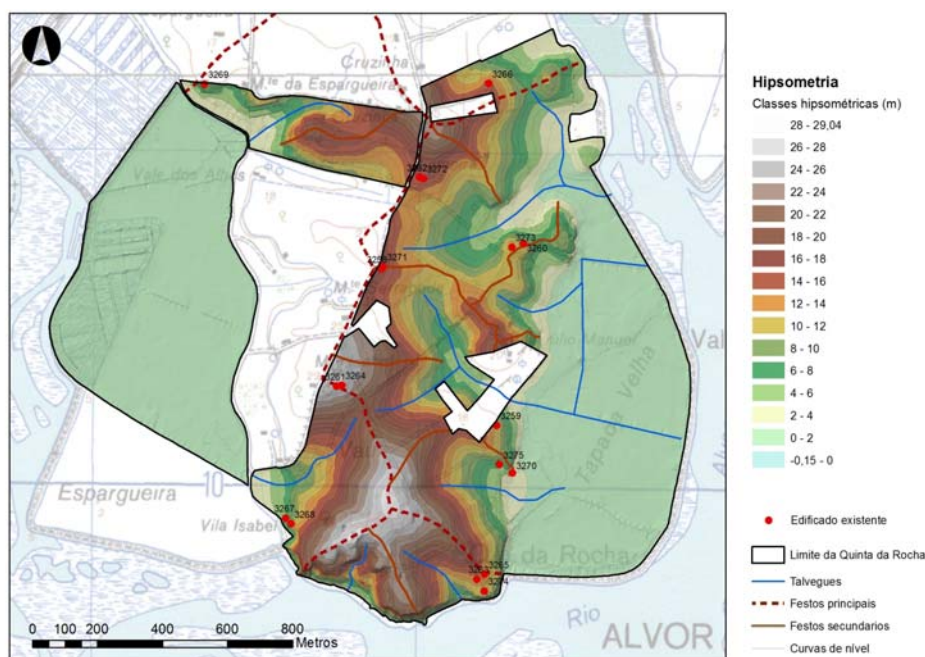 3269
Cruzinha
M.te da Espargueira
3266
Vale dos Alhos
3272
3273
3260
3271
Manuel
3264
3261
3259
3275
3270
Tapada Velha
10
Espargueira
3267
3268
Vila Isabel
da Rocha
3265
3274
Rio
ALVOR
0 100 200 400 600 800
Metros
Hipsometria
Classes hipsométricas (m)
28 - 29,04
26 - 28
24 - 26
22 - 24
20 - 22
18 - 20
16 - 18
14 - 16
12 - 14
10 - 12
8 - 10
6 - 8
4 - 6
2 - 4
0 - 2
-0,15 - 0
Edificado existente
Limite da Quinta da Rocha
Talvegues
Festos principais
Festos secundarios
Curvas de nível